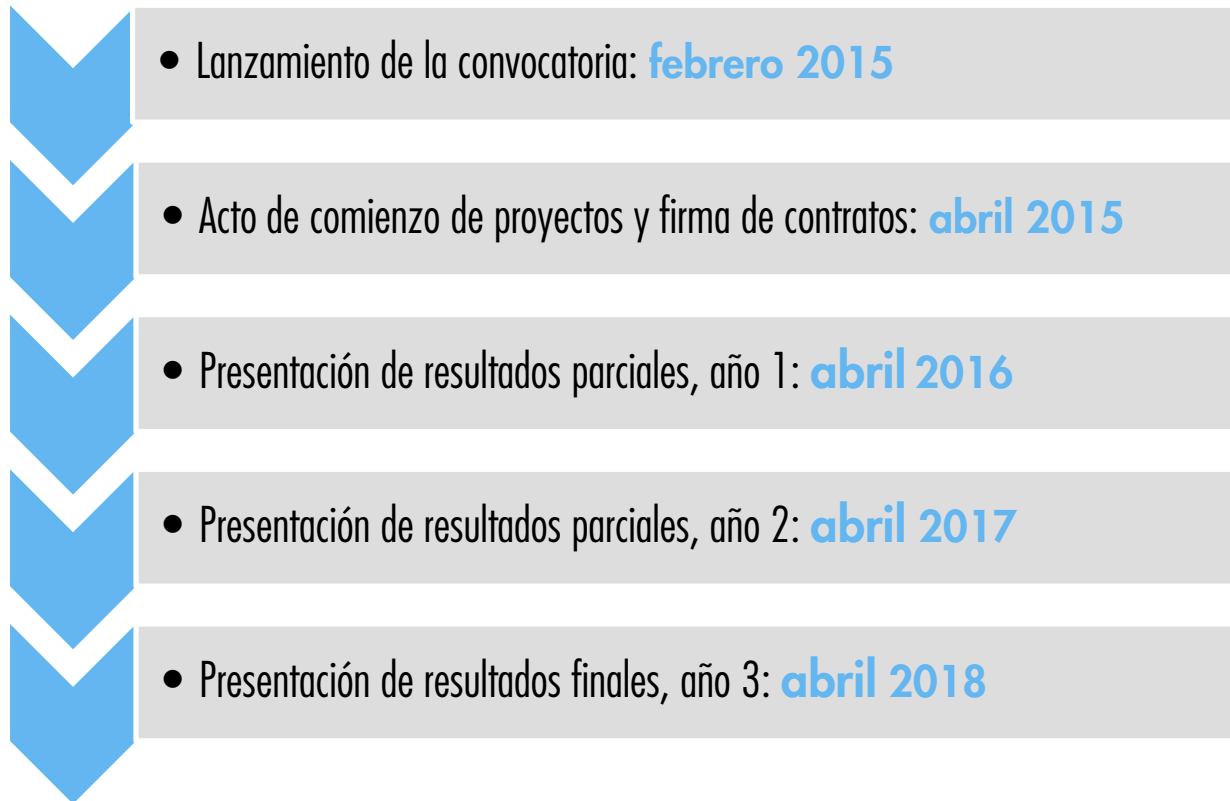 • Lanzamiento de la convocatoria: febrero 2015
• Acto de comienzo de proyectos y firma de contratos: abril 2015
• Presentación de resultados parciales, año 1: abril 2016
• Presentación de resultados parciales, año 2: abril 2017
• Presentación de resultados finales, año 3: abril 2018